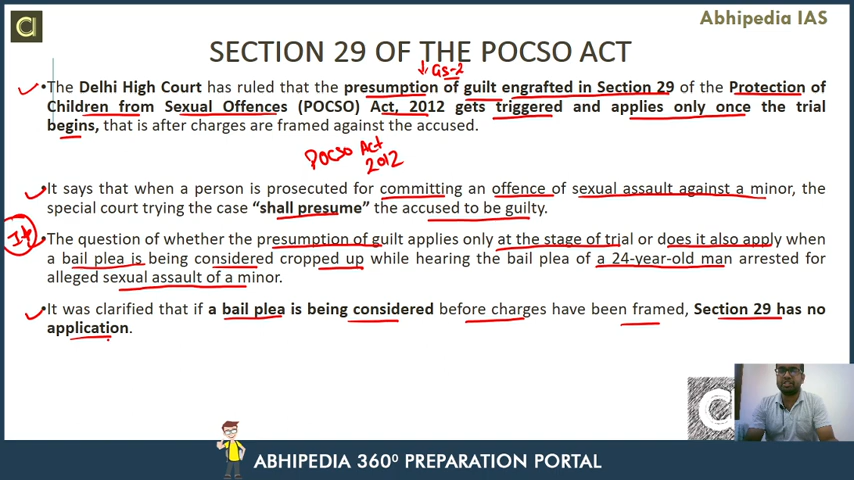 Abhipedia IAS
SECTION 29 OF THE POCSO ACT
GS-2
•The Delhi High Court has ruled that the presumption of guilt engrafted in Section 29 of the Protection of
Children from Sexual Offences (POCSO) Act, 2012 gets triggered and applies only once the trial
begins, that is after charges are framed against the accused.
POCSO Act
2012
•It says that when a person is prosecuted for committing an offence of sexual assault against a minor, the
special court trying the case “shall presume” the accused to be guilty.
•The question of whether the presumption of guilt applies only at the stage of trial or does it also apply when
a bail plea is being considered cropped up while hearing the bail plea of a 24-year-old man arrested for
alleged sexual assault of a minor.
•It was clarified that if a bail plea is being considered before charges have been framed, Section 29 has no
application.
ABHIPEDIA 360⁰ PREPARATION PORTAL